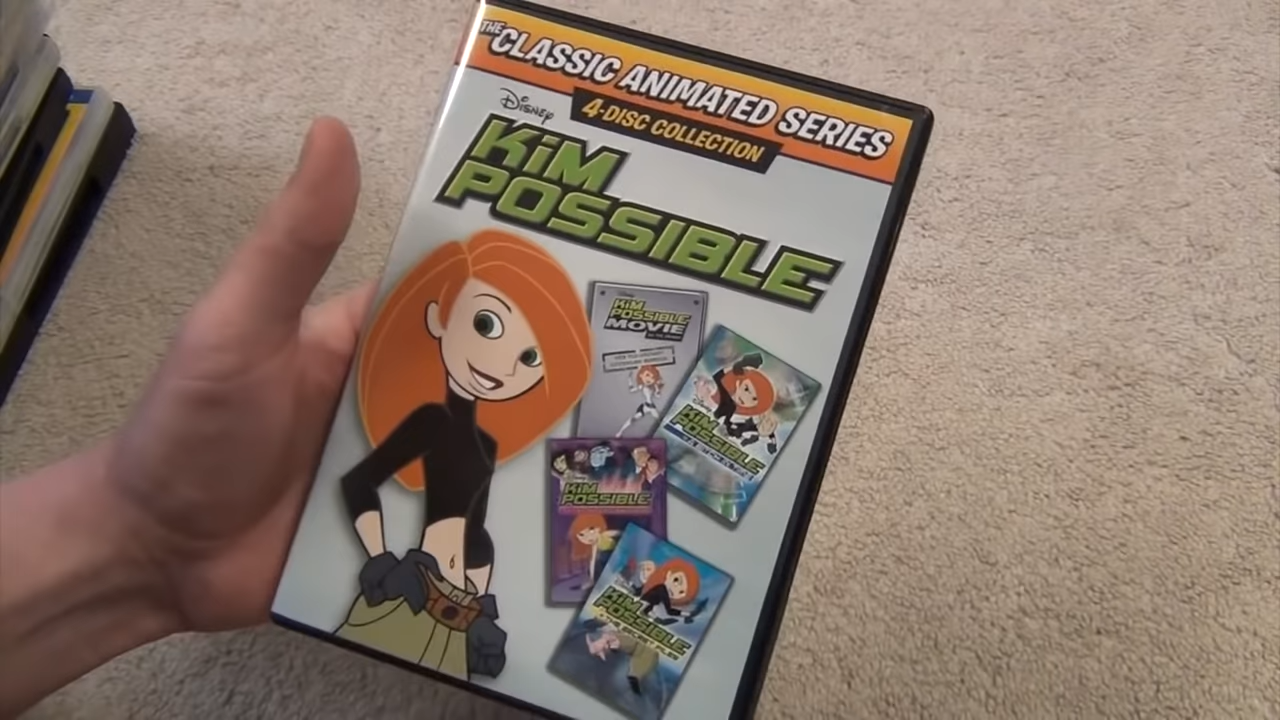 THE
CLASSIC ANIMATED SERIES
4-DISC COLLECTION
Disney
KiM
POSSIBLE
KiM
POSSIBLE
MOVIE
KiM
POSSIBLE
KiM
POSSIBLE
KiM
POSSIBLE